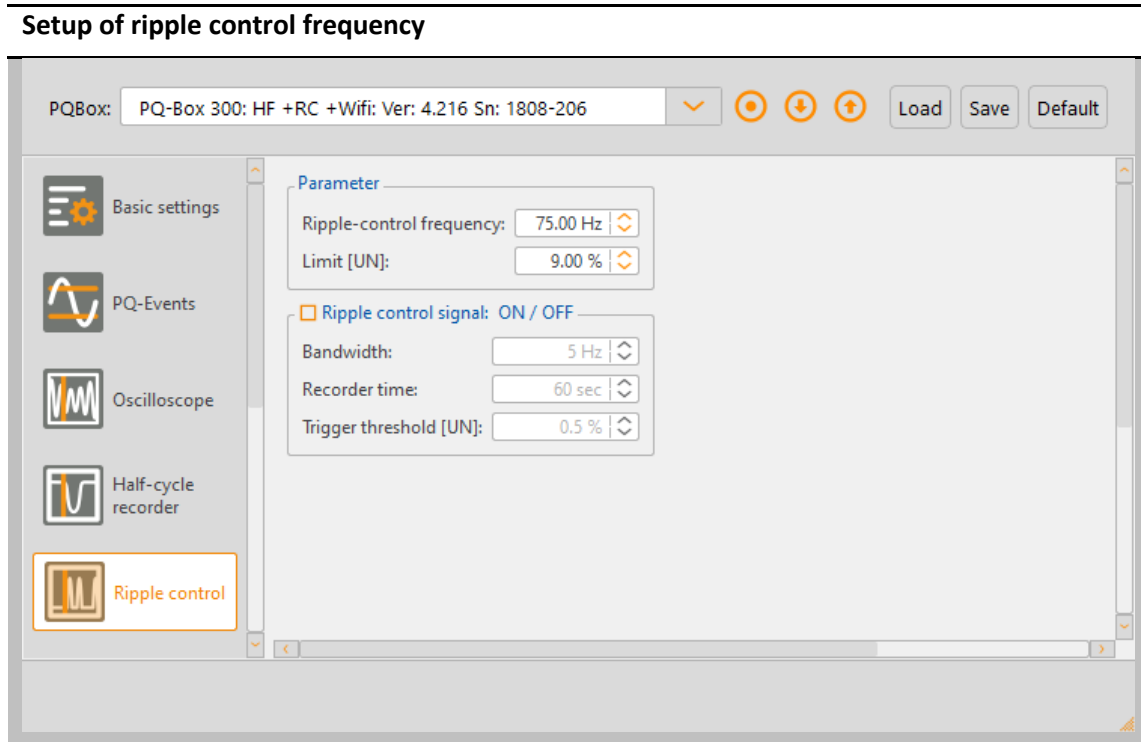 Setup of ripple control frequency
PQBox: PQ-Box 300: HF +RC +Wifi: Ver: 4.216 Sn: 1808-206 Load Save Default
Basic settings
PQ-Events
Oscilloscope
Half-cycle
recorder
Ripple control
Parameter
Ripple-control frequency: 75.00 Hz
Limit [UN]: 9.00 %
Ripple control signal: ON / OFF
Bandwidth: 5 Hz
Recorder time: 60 sec
Trigger threshold [UN]: 0.5 %